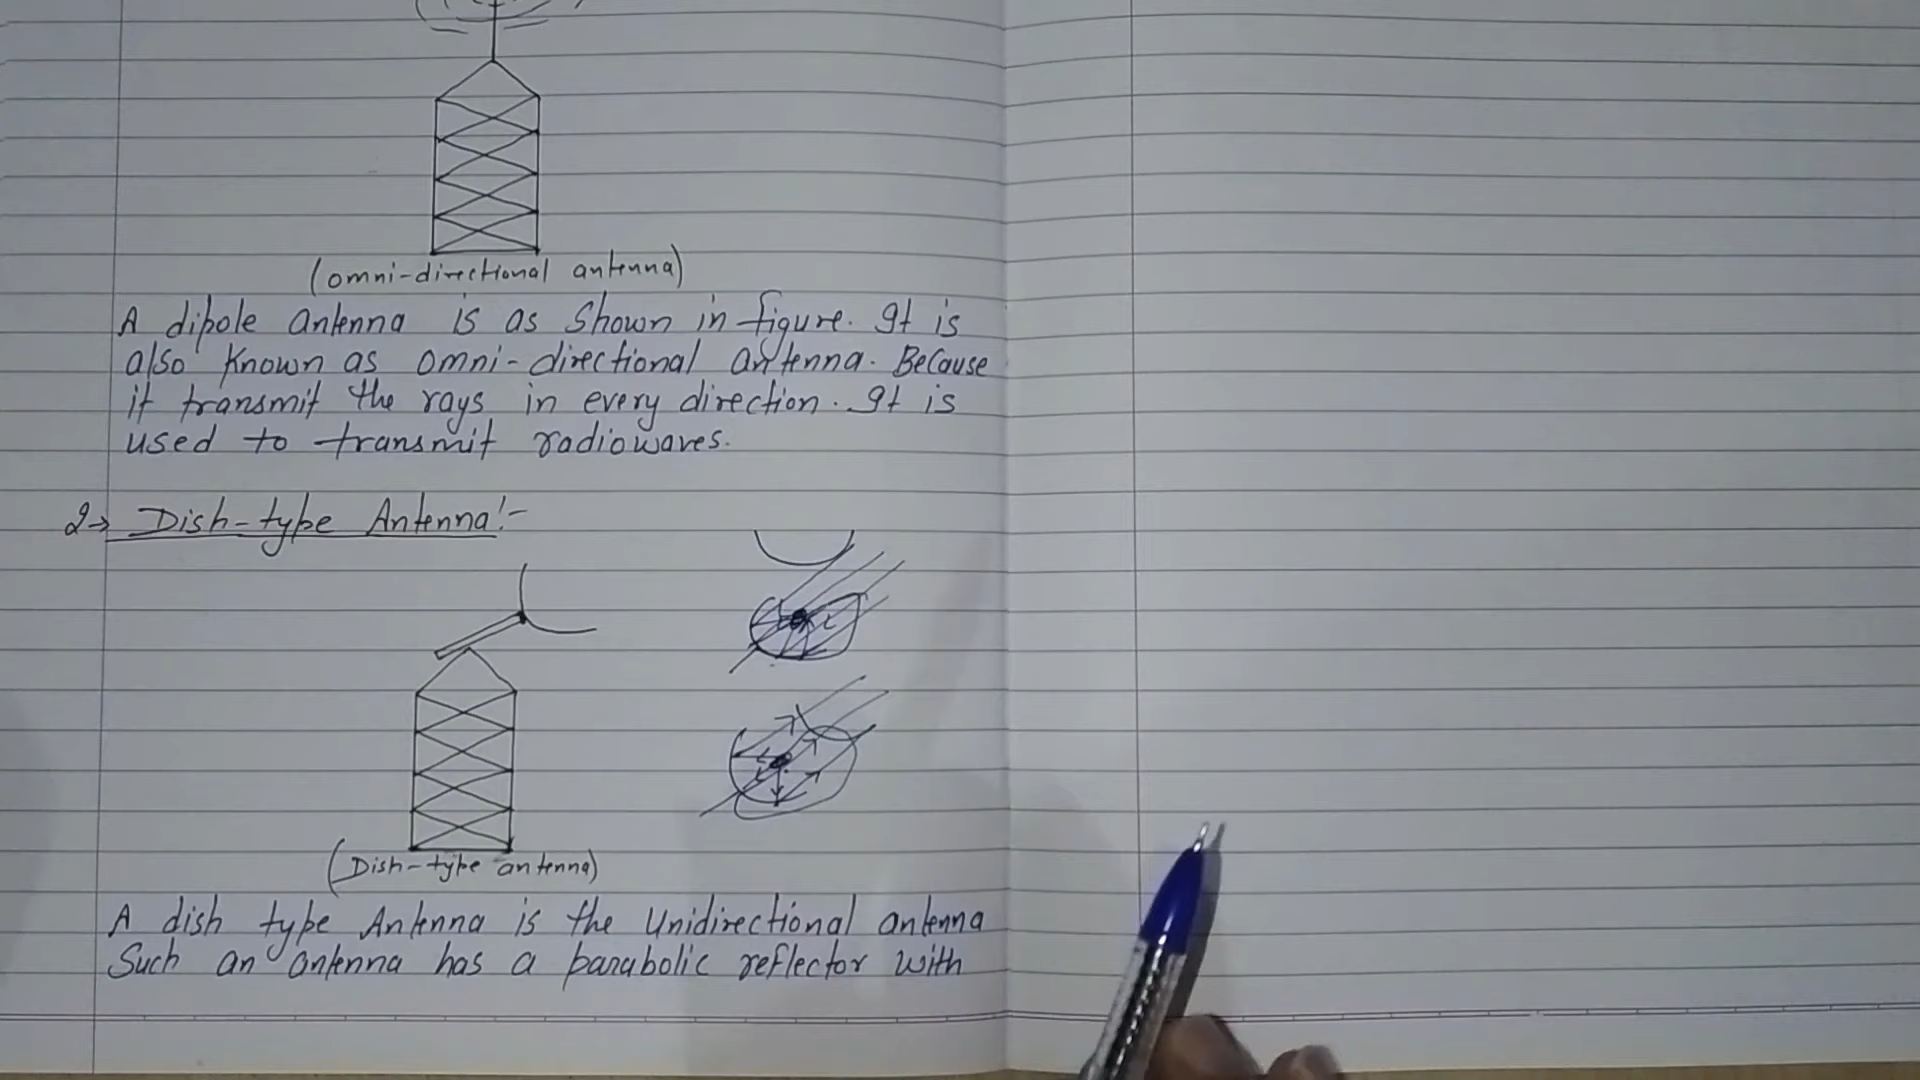 (omni-directional antenna)
A dipole antenna is as shown in figure. It is
also known as omni-directional antenna. Because
it transmit the rays in every direction. It is
used to transmit radiowaves.
2→ Dish-type Antenna:-
(Dish-type antenna)
A dish type Antenna is the Unidirectional antenna
Such an antenna has a parabolic reflector with